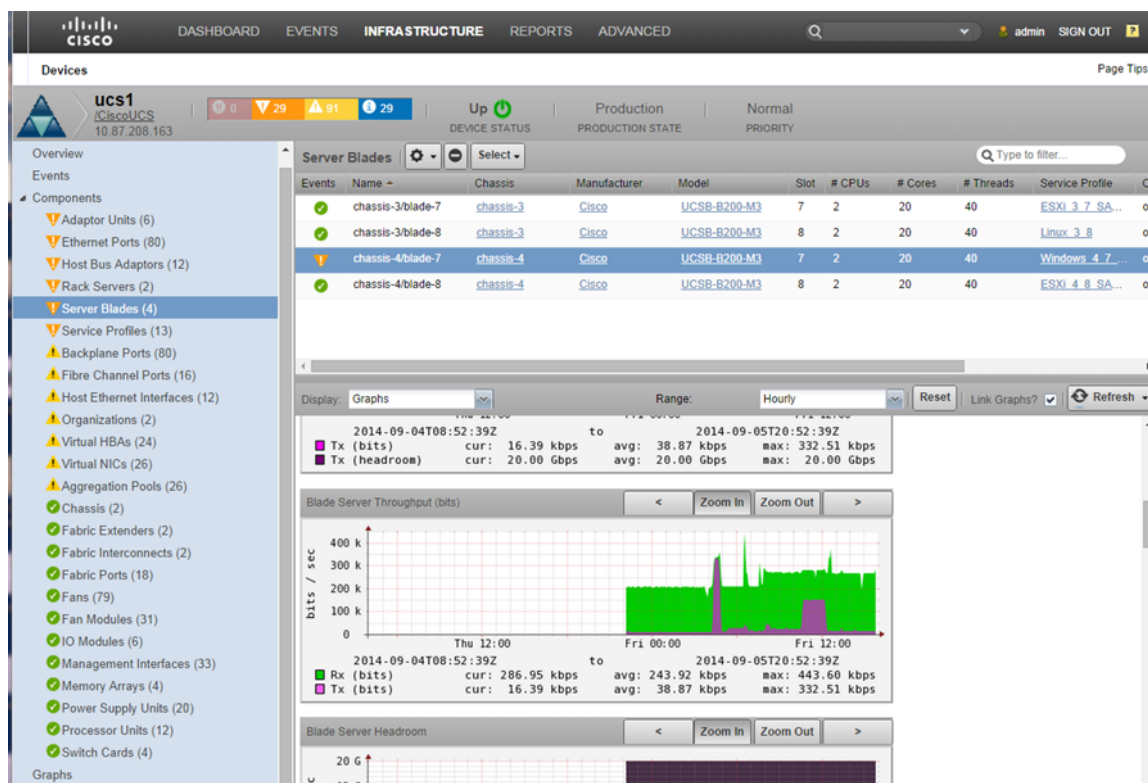 CISCO
DASHBOARD EVENTS INFRASTRUCTURE REPORTS ADVANCED admin SIGN OUT ?
Devices Page Tips
ucs1
/CiscoUCS
10.87.208.163
0 29 91 29
Up Production Normal
DEVICE STATUS PRODUCTION STATE PRIORITY
Overview
Events
Components
Adaptor Units (6)
Ethernet Ports (80)
Host Bus Adaptors (12)
Rack Servers (2)
Server Blades (4)
Service Profiles (13)
Backplane Ports (80)
Fibre Channel Ports (16)
Host Ethernet Interfaces (12)
Organizations (2)
Virtual HBAs (24)
Virtual NICs (26)
Aggregation Pools (26)
Chassis (2)
Fabric Extenders (2)
Fabric Interconnects (2)
Fabric Ports (18)
Fans (79)
Fan Modules (31)
IO Modules (6)
Management Interfaces (33)
Memory Arrays (4)
Power Supply Units (20)
Processor Units (12)
Switch Cards (4)
Graphs
Server Blades Select Type to filter...
Events Name Chassis Manufacturer Model Slot # CPUs # Cores # Threads Service Profile
chassis-3/blade-7 chassis-3 Cisco UCSB-B200-M3 7 2 20 40 ESXi_3_7_SA...
chassis-3/blade-8 chassis-3 Cisco UCSB-B200-M3 8 2 20 40 Linux_3_8
chassis-4/blade-7 chassis-4 Cisco UCSB-B200-M3 7 2 20 40 Windows_4_7_...
chassis-4/blade-8 chassis-4 Cisco UCSB-B200-M3 8 2 20 40 ESXi_4_8_SA...
Display: Graphs Range: Hourly Reset Link Graphs? Refresh
2014-09-04T08:52:39Z to 2014-09-05T20:52:39Z
Tx (bits) cur: 16.39 kbps avg: 38.87 kbps max: 332.51 kbps
Tx (headroom) cur: 20.00 Gbps avg: 20.00 Gbps max: 20.00 Gbps
Blade Server Throughput (bits) < Zoom In Zoom Out >
bits / sec
400 k
300 k
200 k
100 k
0
Thu 12:00 Fri 00:00 Fri 12:00
2014-09-04T08:52:39Z to 2014-09-05T20:52:39Z
Rx (bits) cur: 286.95 kbps avg: 243.92 kbps max: 443.60 kbps
Tx (bits) cur: 16.39 kbps avg: 38.87 kbps max: 332.51 kbps
Blade Server Headroom < Zoom In Zoom Out >
20 G